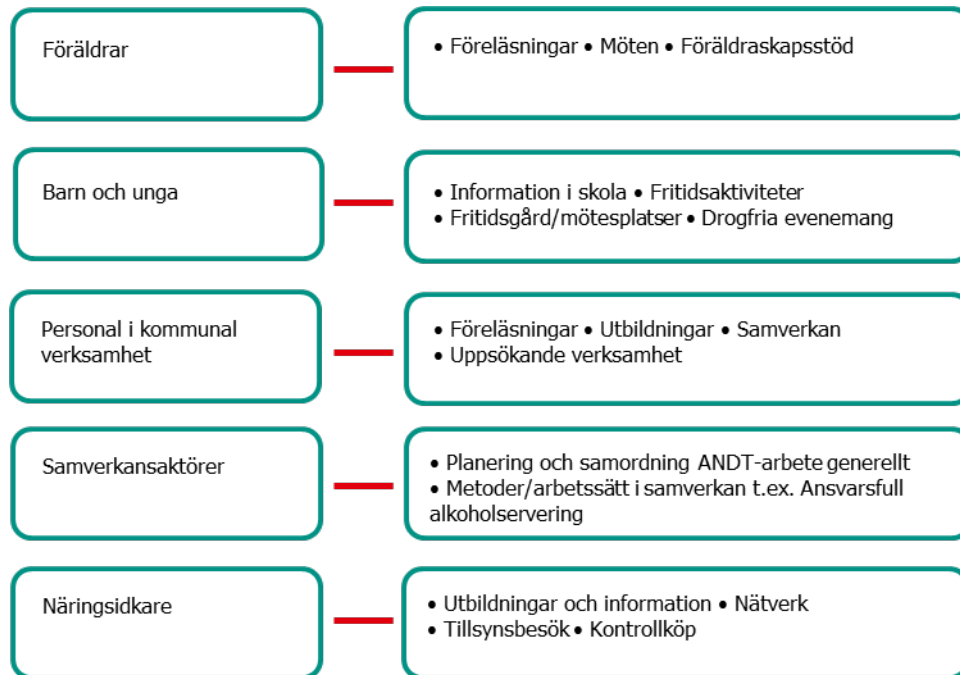 Föräldrar
• Föreläsningar • Möten • Föräldraskapsstöd
Barn och unga
• Information i skola • Fritidsaktiviteter
• Fritidsgård/mötesplatser • Drogfria evenemang
Personal i kommunal
verksamhet
• Föreläsningar • Utbildningar • Samverkan
• Uppsökande verksamhet
Samverkansaktörer
• Planering och samordning ANDT-arbete generellt
• Metoder/arbetssätt i samverkan t.ex. Ansvarsfull
alkoholservering
Näringsidkare
• Utbildningar och information • Nätverk
• Tillsynsbesök • Kontrollköp